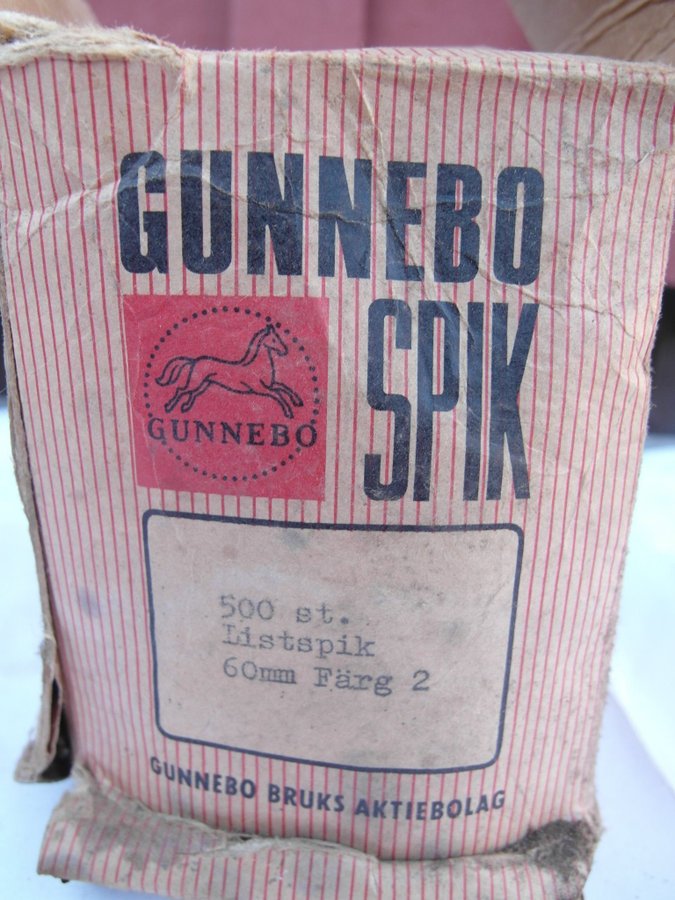 GUNNEBO
SPIK
GUNNEBO
500 st.
Listspik
60mm Färg 2
GUNNEBO BRUKS AKTIEBOLAG